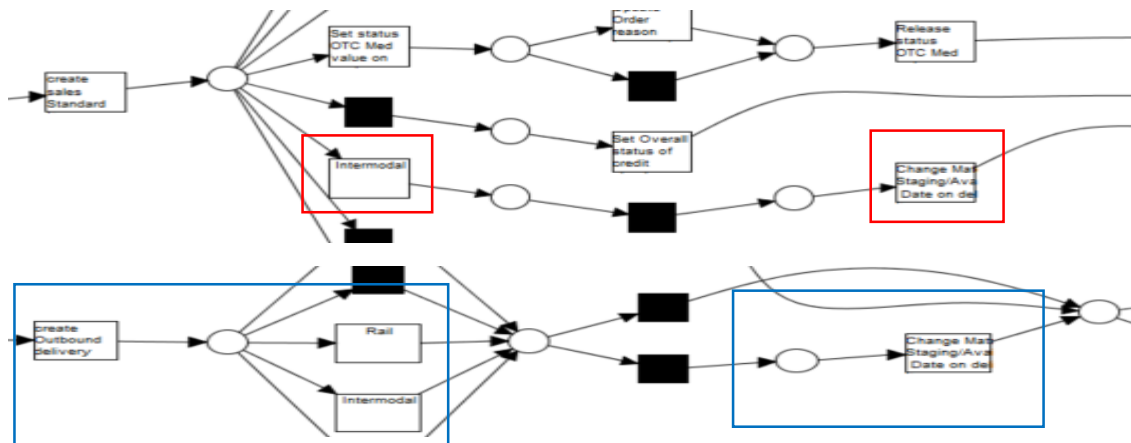 Update
Order
reason
Set status
OTC Med
value on
Release
status
OTC Med
create
sales
Standard
Set Overall
status of
credit
Intermodal
Change Mat
Staging/Ava
Date on del
create
Outbound
delivery
Rail
Change Mat
Staging/Ava
Date on del
Intermodal